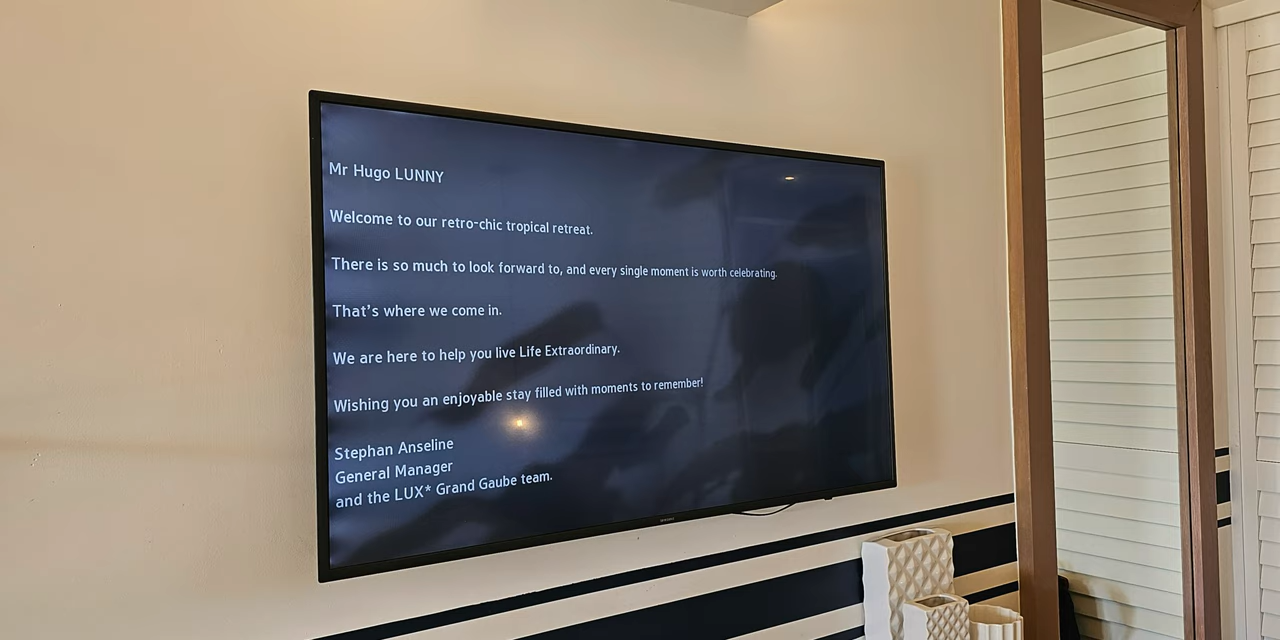 Mr Hugo LUNNY
Welcome to our retro-chic tropical retreat.
There is so much to look forward to, and every single moment is worth celebrating.
That's where we come in.
We are here to help you live Life Extraordinary.
Wishing you an enjoyable stay filled with moments to remember!
Stephan Anseline
General Manager
and the LUX* Grand Gaube team.